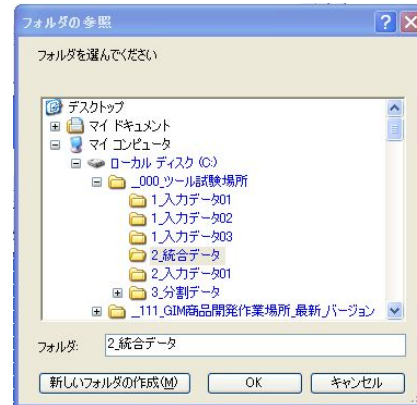 フォルダの参照
フォルダを選んでください
デスクトップ
マイ ドキュメント
マイ コンピュータ
ローカル ディスク (C:)
_000_ツール試験場所
1_入力データ01
1_入力データ02
1_入力データ03
2_統合データ
2_入力データ01
3_分割データ
_111_GIM商品開発作業場所_最新バージョン
フォルダ: 2_統合データ
新しいフォルダの作成(M) OK キャンセル